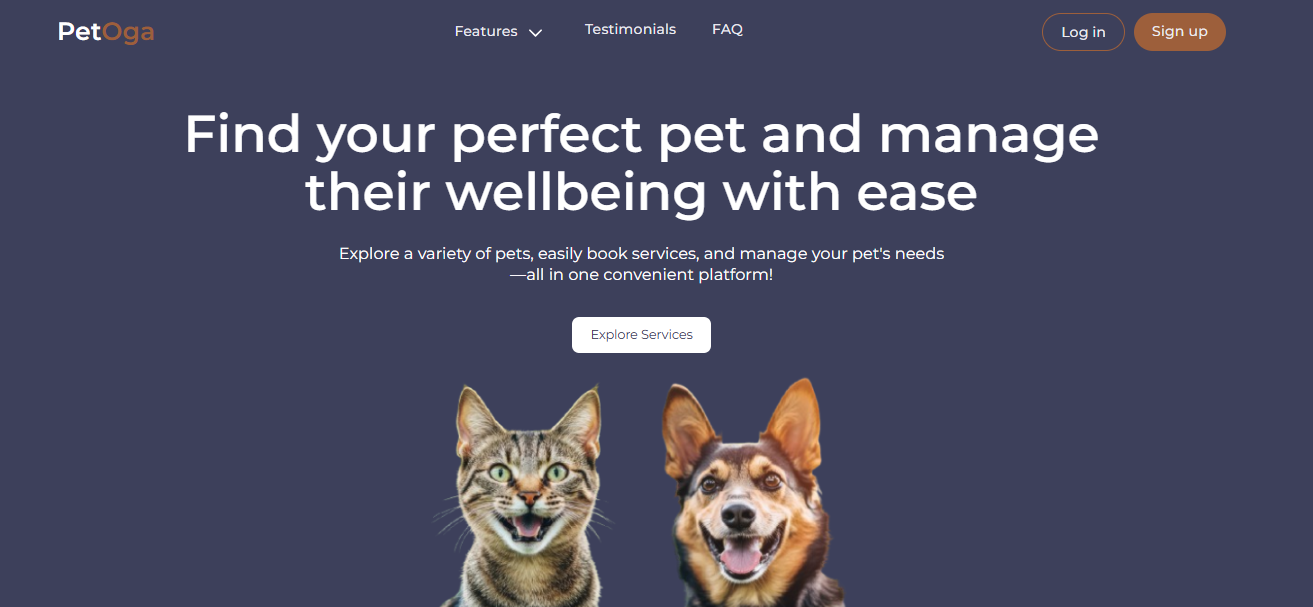 PetOga
Features
Testimonials
FAQ
Log in
Sign up
Find your perfect pet and manage
their wellbeing with ease
Explore a variety of pets, easily book services, and manage your pet's needs
—all in one convenient platform!
Explore Services